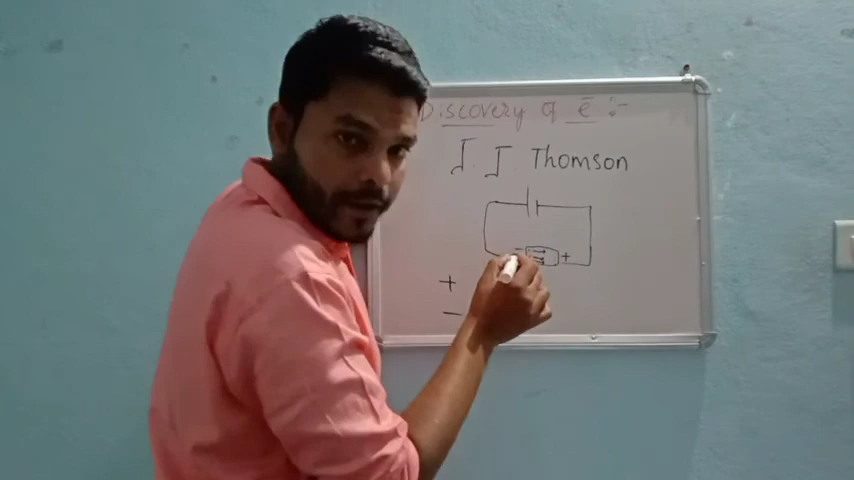 Discovery of ē :-
J. J Thomson
- +
+
-